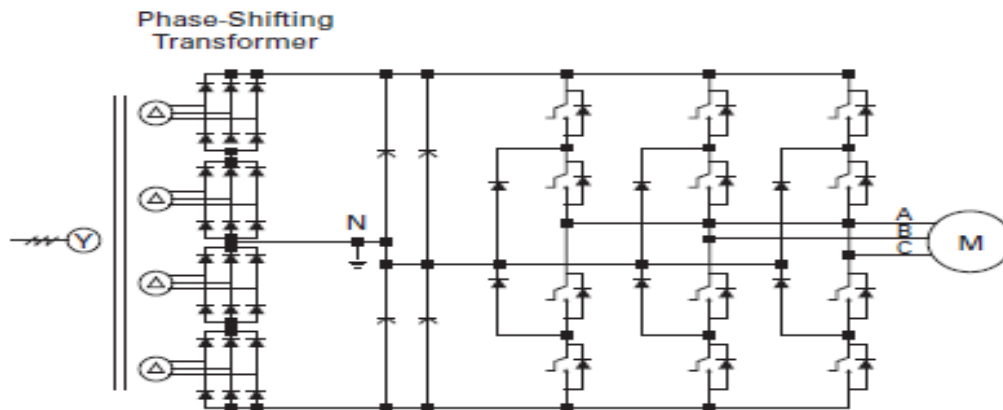 Phase-Shifting
Transformer
Δ
Δ
Y
N
A
B
C
M
Δ
Δ